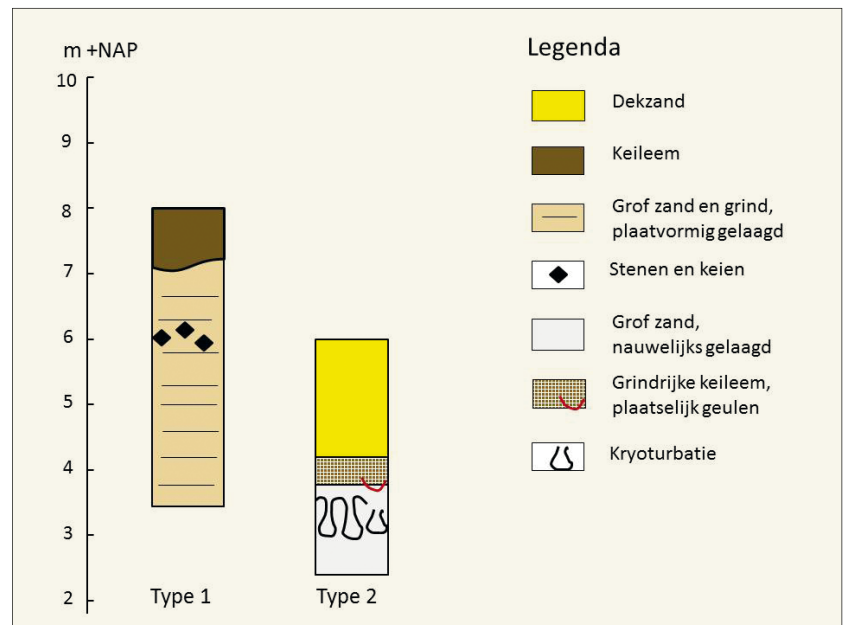 m +NAP
10
9
8
7
6
5
4
3
2
Type 1
Type 2
Legenda
Dekzand
Keileem
Grof zand en grind,
plaatvormig gelaagd
Stenen en keien
Grof zand,
nauwelijks gelaagd
Grindrijke keileem,
plaatselijk geulen
Kryoturbatie